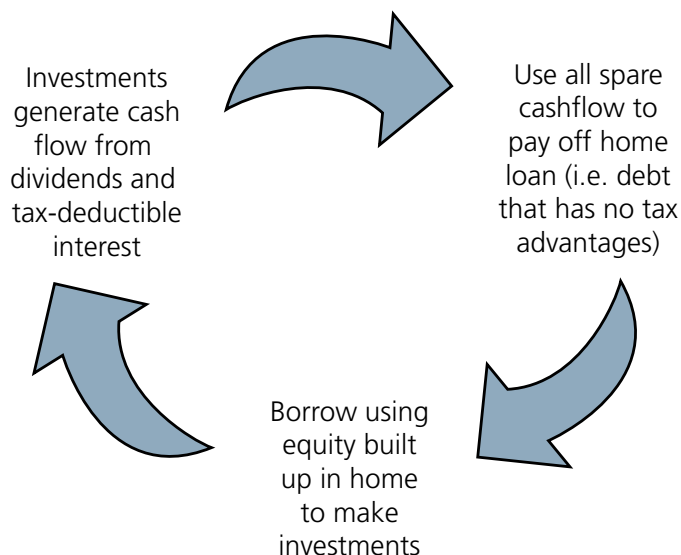 Investments
generate cash
flow from
dividends and
tax-deductible
interest
Use all spare
cashflow to
pay off home
loan (i.e. debt
that has no tax
advantages)
Borrow using
equity built
up in home
to make
investments